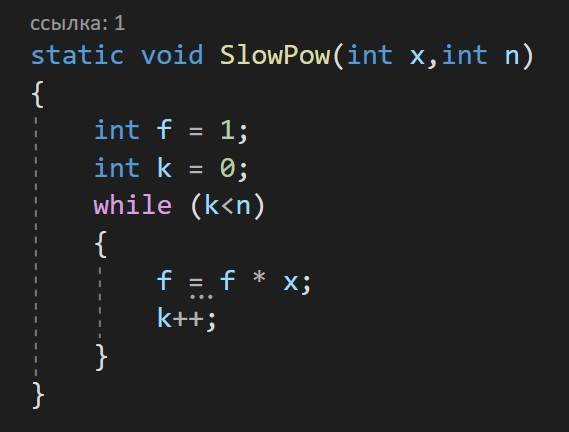 ссылка: 1
static void SlowPow(int x,int n)
{
    int f = 1;
    int k = 0;
    while (k<n)
    {
        f = f * x;
        k++;
    }
}